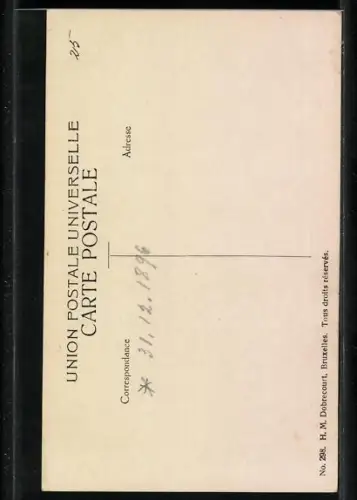 25
UNION POSTALE UNIVERSELLE
CARTE POSTALE
Correspondance
Adresse
* 31.12.1896
No. 298. H. M. Dobrecourt, Bruxelles. Tous droits réservés.